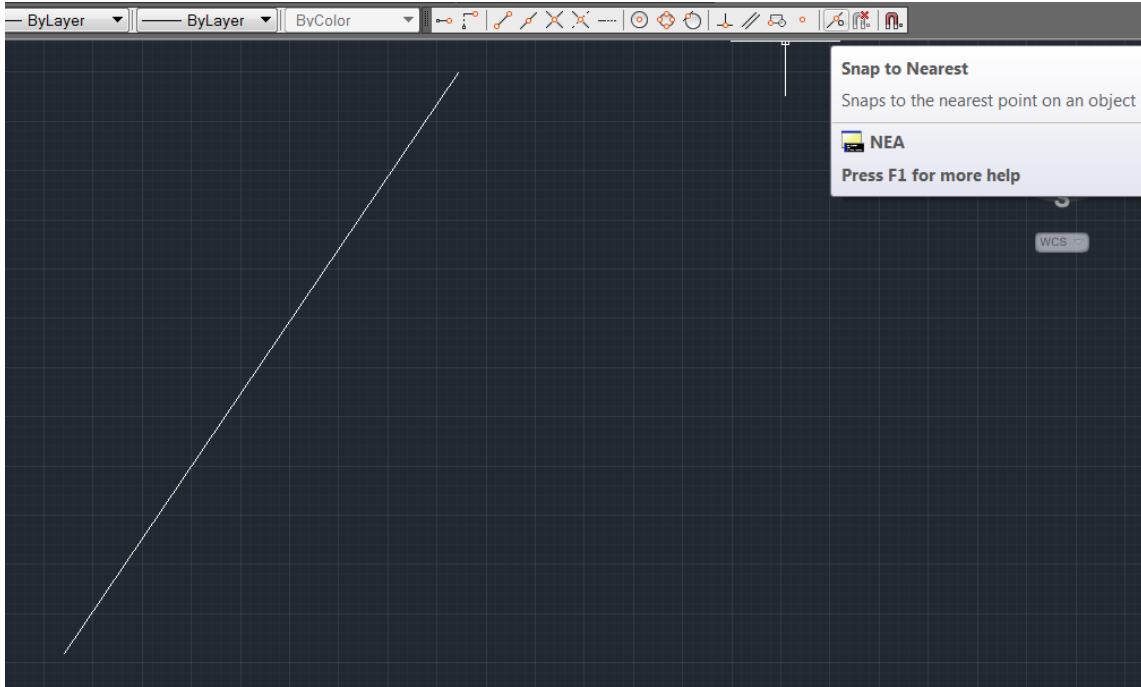 ByLayer ByLayer ByColor
Snap to Nearest
Snaps to the nearest point on an object
NEA
Press F1 for more help
S
WCS